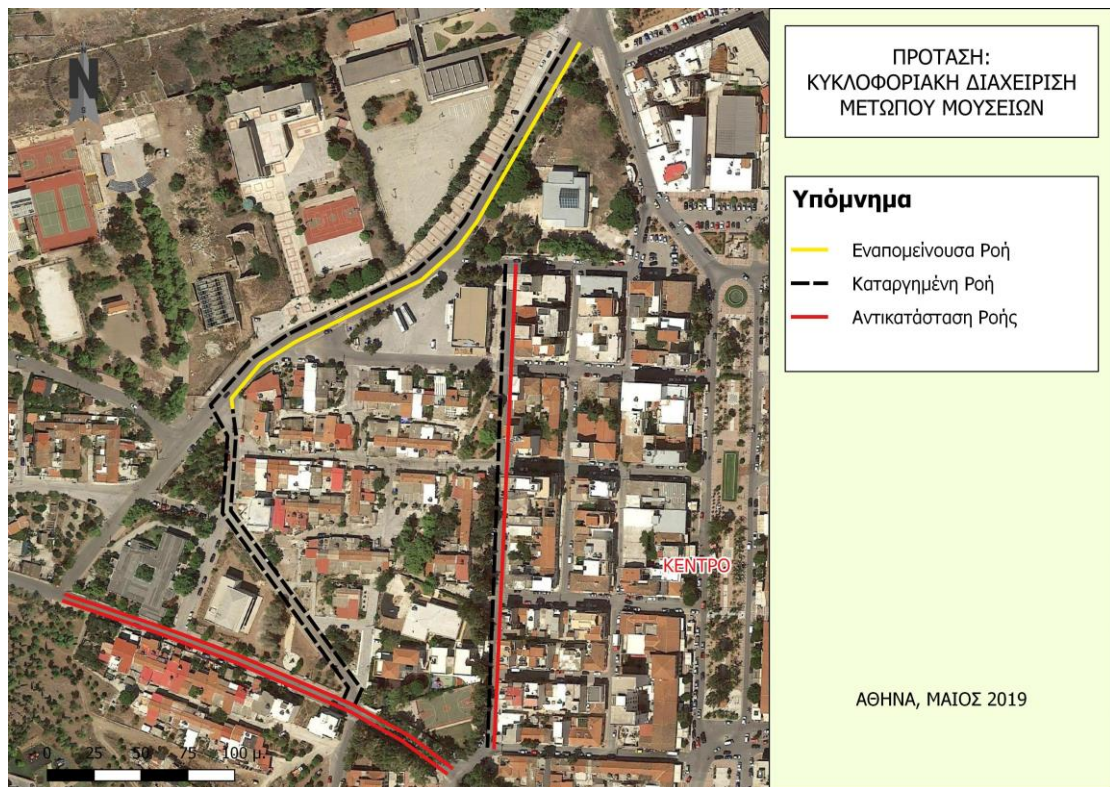 ΠΡΟΤΑΣΗ:
ΚΥΚΛΟΦΟΡΙΑΚΗ ΔΙΑΧΕΙΡΙΣΗ
ΜΕΤΩΠΟΥ ΜΟΥΣΕΙΩΝ
Υπόμνημα
Εναπομείνουσα Ροή
Καταργημένη Ροή
Αντικατάσταση Ροής
ΑΘΗΝΑ, ΜΑΙΟΣ 2019
N
S
ΚΕΝΤΡΟ
0 25 50 75 100 μ.